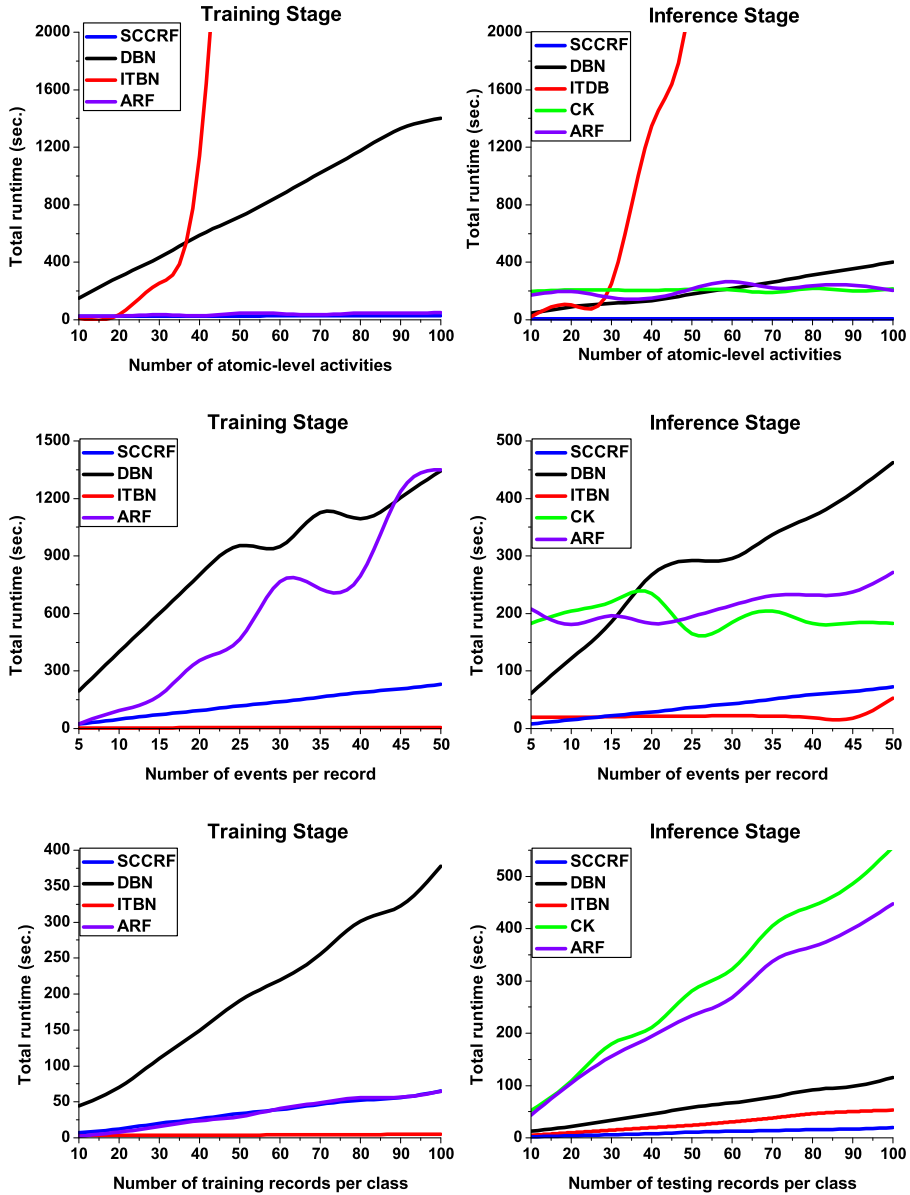 Training Stage
2000
1600
1200
800
400
0
Total runtime (sec.)
SCCRF
DBN
ITBN
ARF
10 20 30 40 50 60 70 80 90 100
Number of atomic-level activities
Inference Stage
2000
1600
1200
800
400
0
Total runtime (sec.)
SCCRF
DBN
ITDB
CK
ARF
10 20 30 40 50 60 70 80 90 100
Number of atomic-level activities
Training Stage
1500
1200
900
600
300
0
Total runtime (sec.)
SCCRF
DBN
ITBN
ARF
5 10 15 20 25 30 35 40 45 50
Number of events per record
Inference Stage
500
400
300
200
100
0
Total runtime (sec.)
SCCRF
DBN
ITBN
CK
ARF
5 10 15 20 25 30 35 40 45 50
Number of events per record
Training Stage
400
350
300
250
200
150
100
50
0
Total runtime (sec.)
SCCRF
DBN
ITBN
ARF
10 20 30 40 50 60 70 80 90 100
Number of training records per class
Inference Stage
500
400
300
200
100
0
Total runtime (sec.)
SCCRF
DBN
ITBN
CK
ARF
10 20 30 40 50 60 70 80 90 100
Number of testing records per class